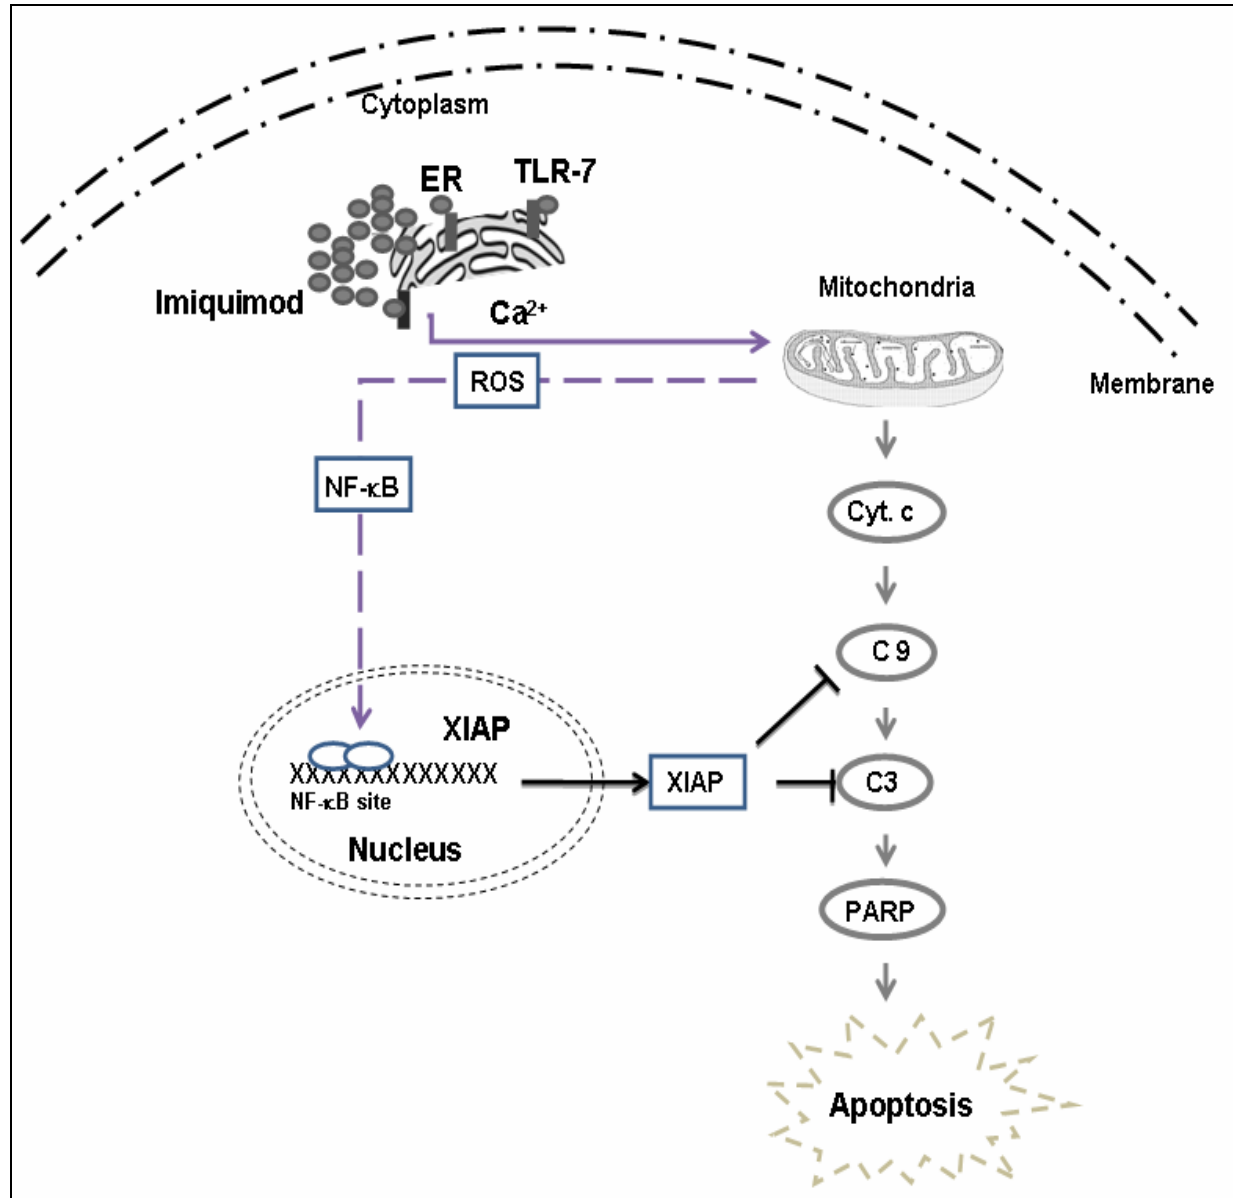 Cytoplasm
ER
TLR-7
Imiquimod
Ca²⁺
Mitochondria
ROS
Membrane
NF-κB
Cyt. c
C 9
XIAP
XXXXXXXXXXXXX
NF-κB site
XIAP
C3
Nucleus
PARP
Apoptosis